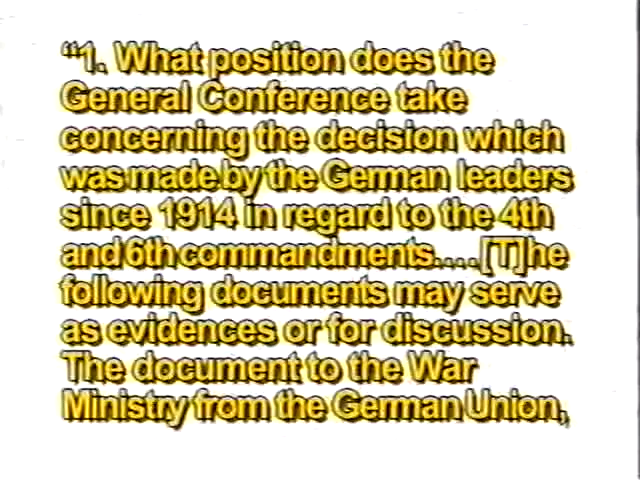 “1. What position does the
General Conference take
concerning the decision which
was made by the German leaders
since 1914 in regard to the 4th
and 6th commandments.....[T]he
following documents may serve
as evidences or for discussion.
The document to the War
Ministry from the German Union,